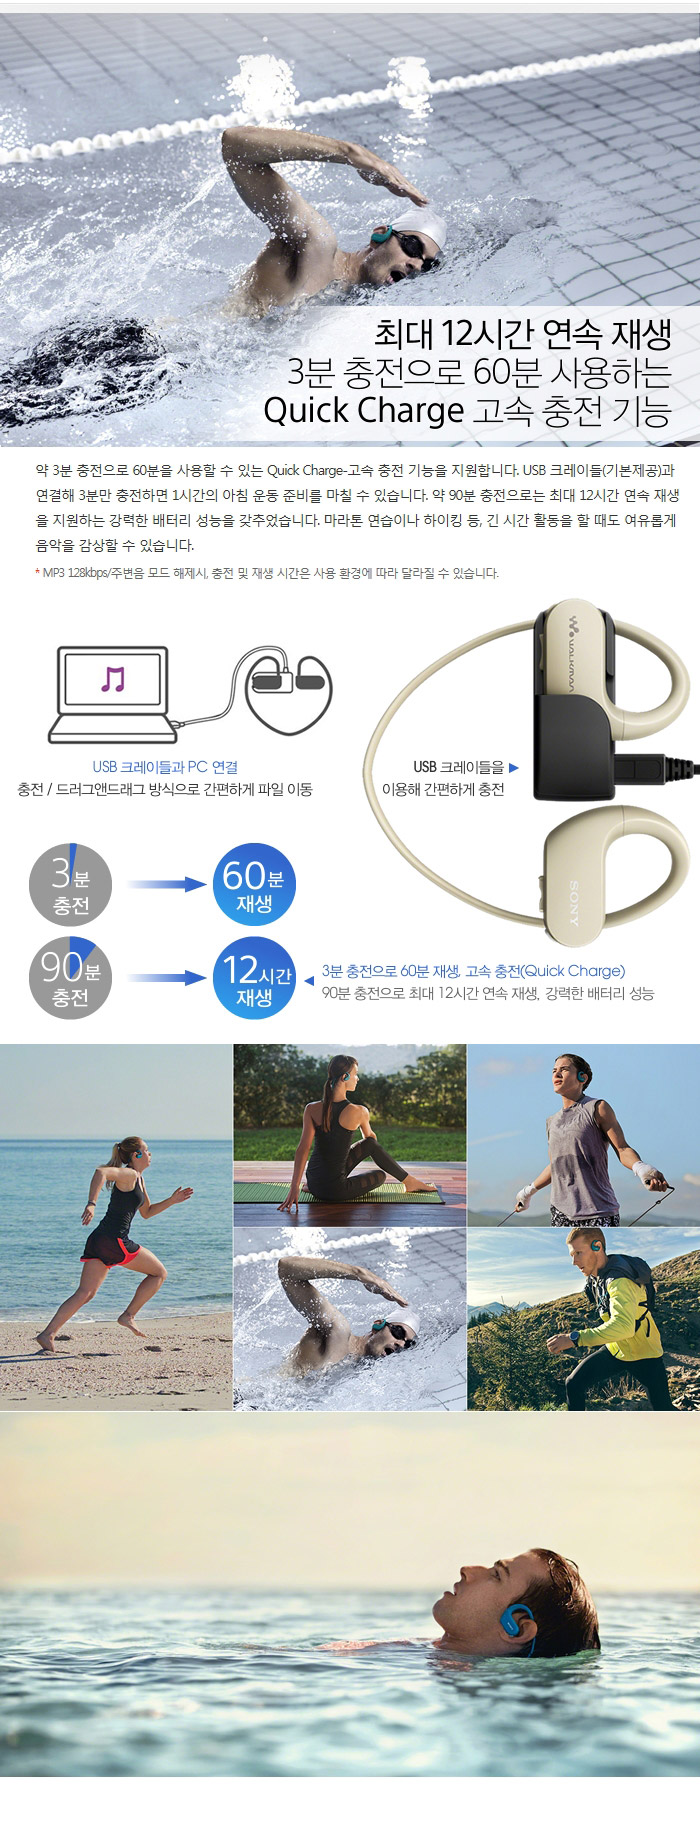 최대 12시간 연속 재생
3분 충전으로 60분 사용하는
Quick Charge 고속 충전 기능
약 3분 충전으로 60분을 사용할 수 있는 Quick Charge-고속 충전 기능을 지원합니다. USB 크레이들(기본제공)과
연결해 3분만 충전하면 1시간의 아침 운동 준비를 마칠 수 있습니다. 약 90분 충전으로는 최대 12시간 연속 재생
을 지원하는 강력한 배터리 성능을 갖추었습니다. 마라톤 연습이나 하이킹 등, 긴 시간 활동을 할 때도 여유롭게
음악을 감상할 수 있습니다.
* MP3 128kbps/주변음 모드 해제시, 충전 및 재생 시간은 사용 환경에 따라 달라질 수 있습니다.
WALKMAN
USB 크레이들과 PC 연결
충전 / 드러그앤드래그 방식으로 간편하게 파일 이동
USB 크레이들을 ▶
이용해 간편하게 충전
SONY
3분
충전
60분
재생
90분
충전
12시간
재생
◀ 3분 충전으로 60분 재생, 고속 충전(Quick Charge)
90분 충전으로 최대 12시간 연속 재생, 강력한 배터리 성능